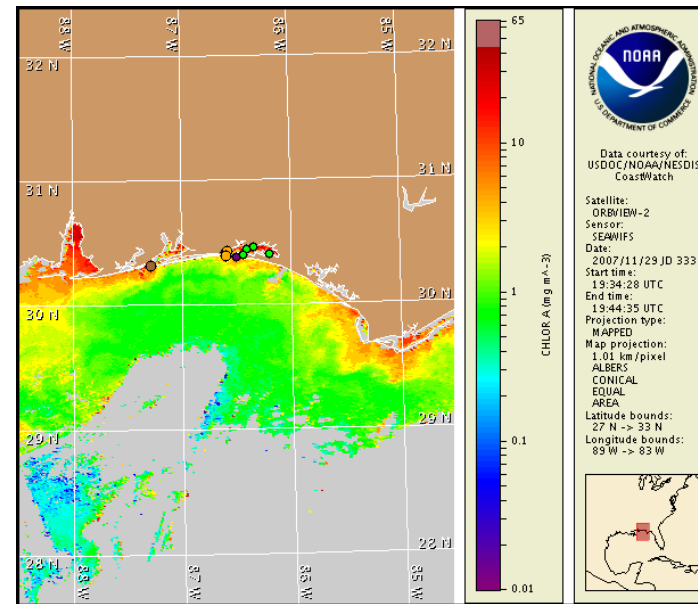 88 W
87 W
86 W
85 W
32 N
32 N
31 N
31 N
30 N
30 N
29 N
29 N
28 N
28 N
88 W
87 W
86 W
85 W
65
10
1
0.1
0.01
CHLOR A (mg m^-3)
NATIONAL OCEANIC AND ATMOSPHERIC ADMINISTRATION
NOAA
U.S. DEPARTMENT OF COMMERCE
Data courtesy of:
USDOC/NOAA/NESDIS
CoastWatch
Satellite:
ORBVIEW-2
Sensor:
SEAWIFS
Date:
2007/11/29 JD 333
Start time:
19:34:28 UTC
End time:
19:44:35 UTC
Projection type:
MAPPED
Map projection:
1.01 km/pixel
ALBERS
CONICAL
EQUAL
AREA
Latitude bounds:
27 N -> 33 N
Longitude bounds:
89 W -> 83 W